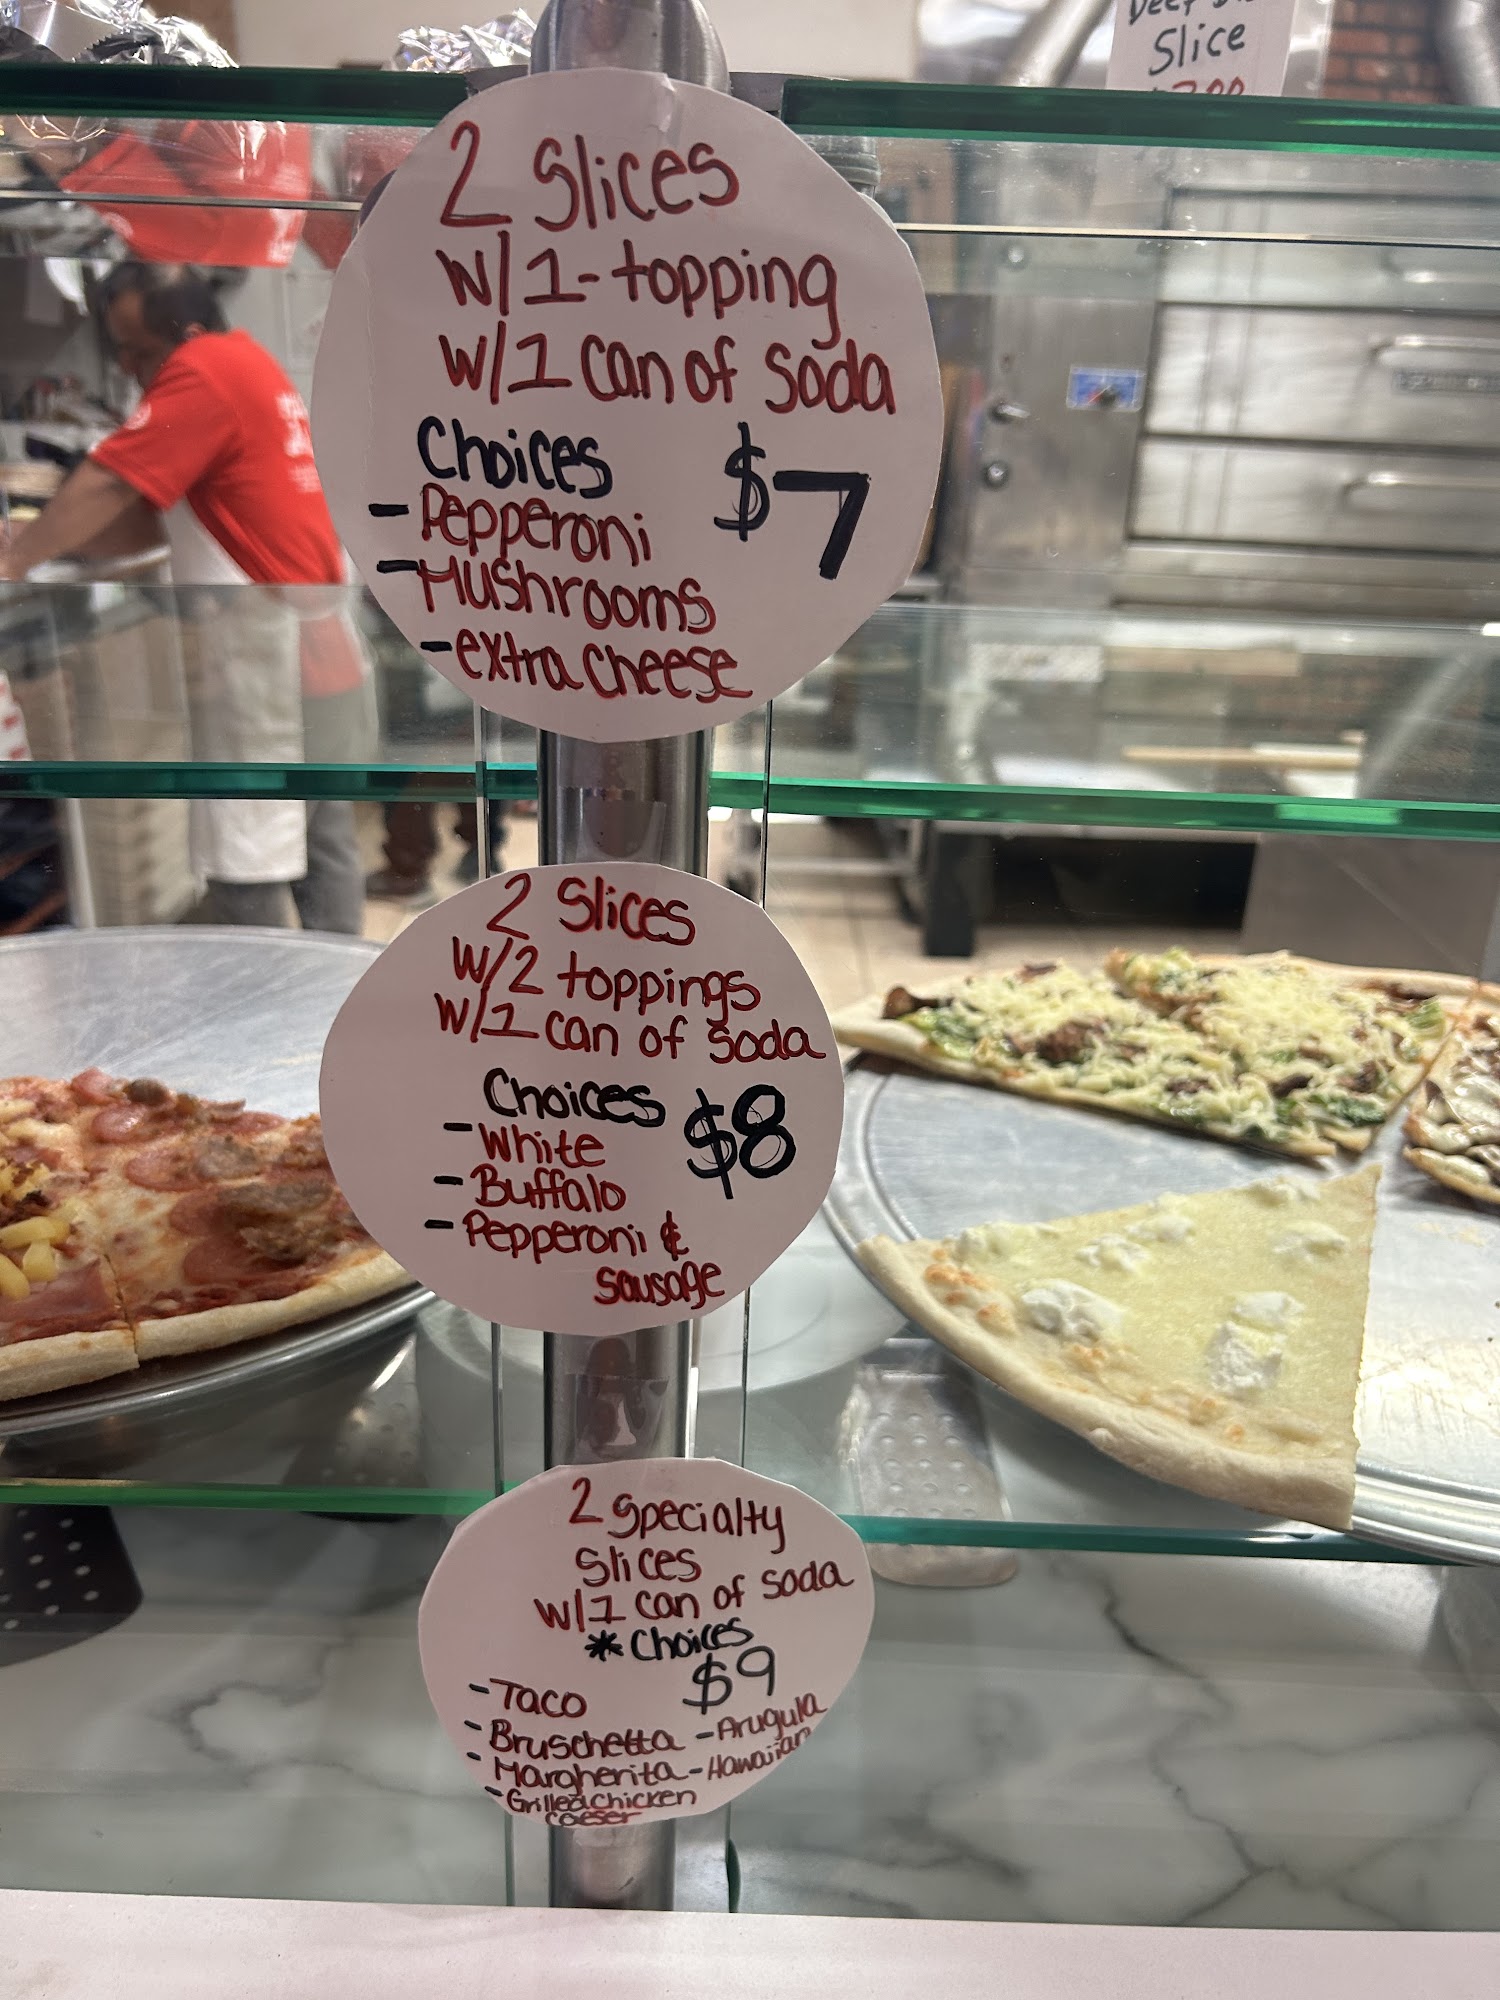 Slice
2 Slices
w/1-topping
w/1 can of soda
Choices
$7
- Pepperoni
- Mushrooms
- extra cheese
2 Slices
w/2 toppings
w/1 can of soda
Choices
$8
- White
- Buffalo
- Pepperoni &
sausage
2 Specialty
Slices
w/1 can of soda
* Choices
$9
- Taco
- Bruschetta - Arugula
- Margherita - Hawaiian
- Grilled chicken
caeser